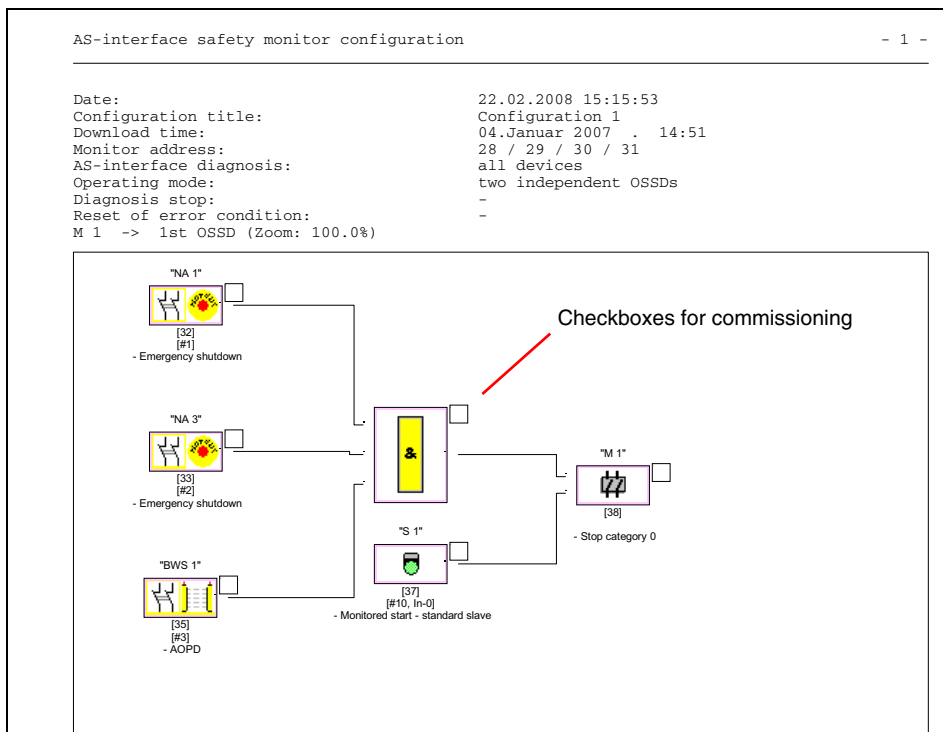 AS-interface safety monitor configuration - 1 -
Date: 22.02.2008 15:15:53
Configuration title: Configuration 1
Download time: 04.Januar 2007 . 14:51
Monitor address: 28 / 29 / 30 / 31
AS-interface diagnosis: all devices
Operating mode: two independent OSSDs
Diagnosis stop: -
Reset of error condition: -
M 1 -> 1st OSSD (Zoom: 100.0%)
"NA 1"
[32]
[#1]
- Emergency shutdown
Checkboxes for commissioning
"NA 3"
[33]
[#2]
- Emergency shutdown
&
"M 1"
[38]
- Stop category 0
"S 1"
[37]
[#10, In-0]
- Monitored start - standard slave
"BWS 1"
[35]
[#3]
- AOPD